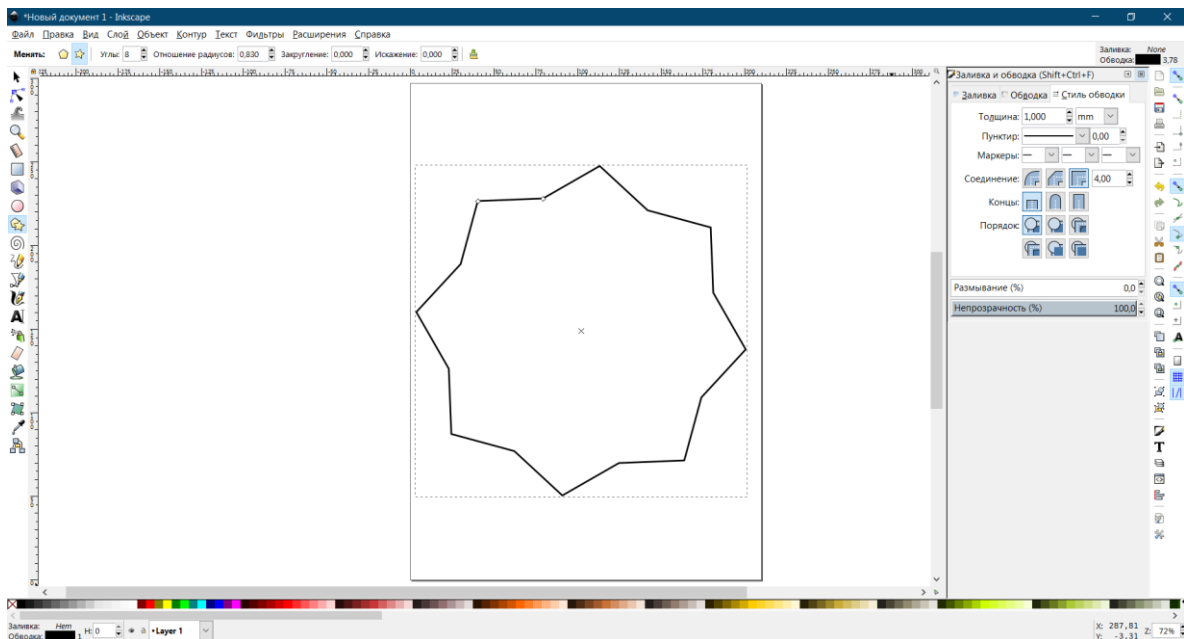 *Новый документ 1 - Inkscape
Файл Правка Вид Слой Объект Контур Текст Фильтры Расширения Справка
Менять: Углы: 8 Отношение радиусов: 0,830 Закругление: 0,000 Искажение: 0,000
Заливка: None
Обводка: 3,78
Заливка и обводка (Shift+Ctrl+F)
Заливка Обводка Стиль обводки
Толщина: 1,000 mm
Пунктир: 0,00
Маркеры:
Соединение: 4,00
Концы:
Порядок:
Размывание (%) 0,0
Непрозрачность (%) 100,0
Заливка: Нет
Обводка: 1
Н: 0
•Layer 1
X: 287,81
Y: -3,31
Z: 72%